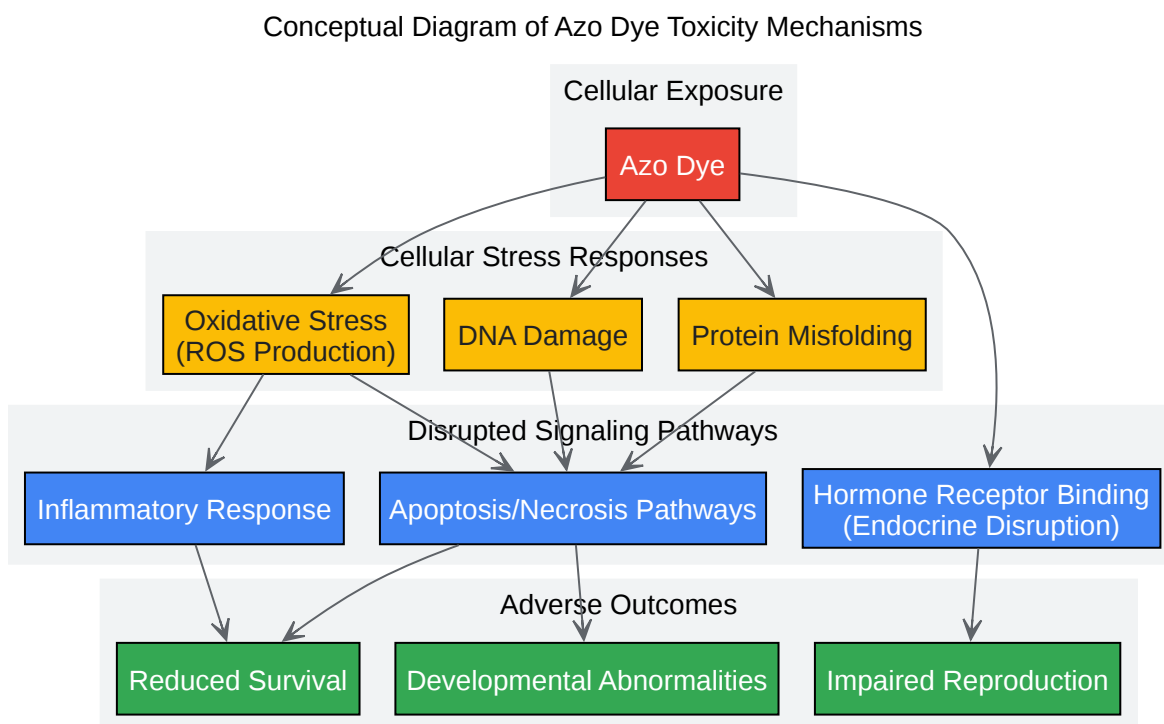 Conceptual Diagram of Azo Dye Toxicity Mechanisms
Cellular Exposure
Azo Dye
Cellular Stress Responses
Oxidative Stress
(ROS Production)
DNA Damage
Protein Misfolding
Disrupted Signaling Pathways
Inflammatory Response
Apoptosis/Necrosis Pathways
Hormone Receptor Binding
(Endocrine Disruption)
Adverse Outcomes
Reduced Survival
Developmental Abnormalities
Impaired Reproduction